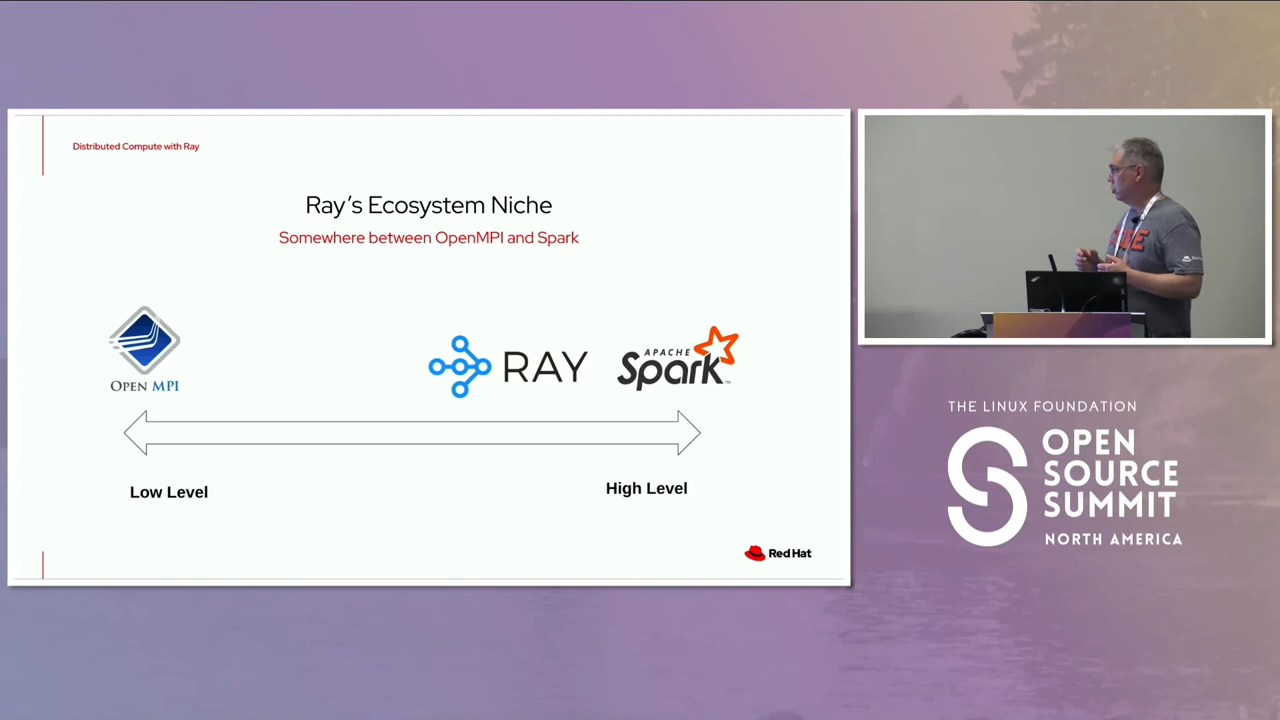 Distributed Compute with Ray
Ray's Ecosystem Niche
Somewhere between OpenMPI and Spark
OPEN MPI
RAY
APACHE
Spark™
Low Level
High Level
Red Hat
THE LINUX FOUNDATION
OPEN
SOURCE
SUMMIT
NORTH AMERICA